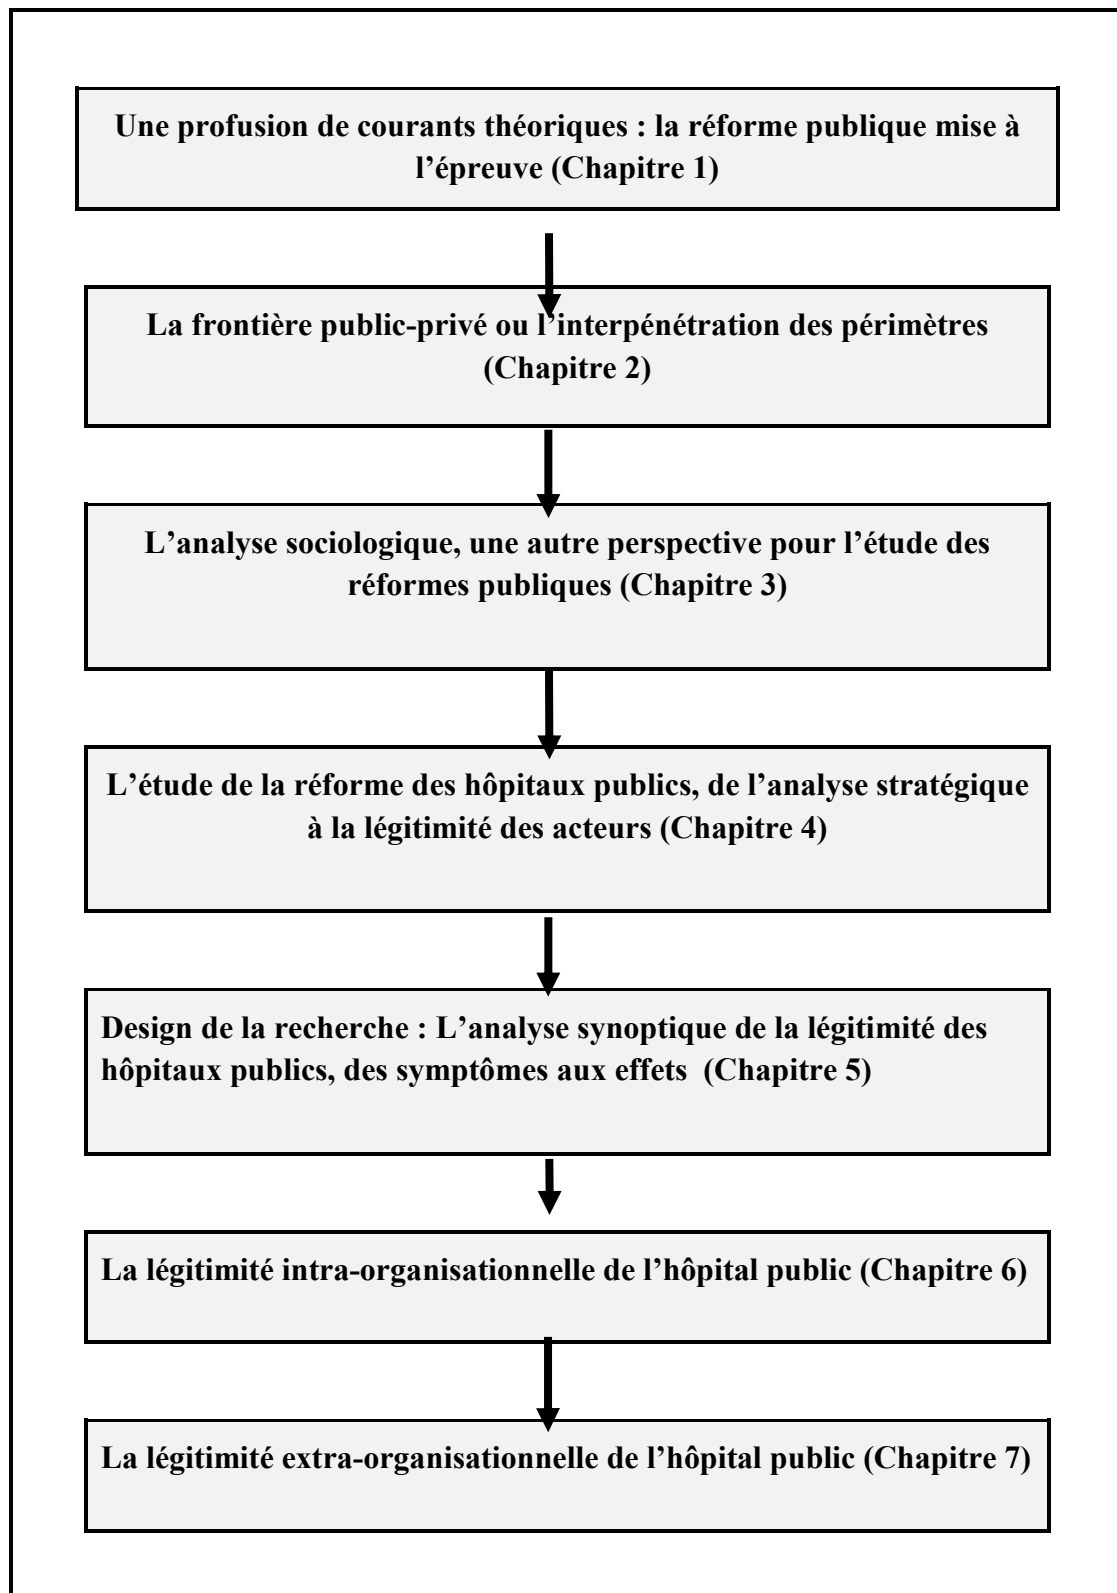 Une profusion de courants théoriques : la réforme publique mise à
l’épreuve (Chapitre 1)
La frontière public-privé ou l’interpénétration des périmètres
(Chapitre 2)
L’analyse sociologique, une autre perspective pour l’étude des
réformes publiques (Chapitre 3)
L’étude de la réforme des hôpitaux publics, de l’analyse stratégique
à la légitimité des acteurs (Chapitre 4)
Design de la recherche : L’analyse synoptique de la légitimité des
hôpitaux publics, des symptômes aux effets  (Chapitre 5)
La légitimité intra-organisationnelle de l’hôpital public (Chapitre 6)
La légitimité extra-organisationnelle de l’hôpital public (Chapitre 7)